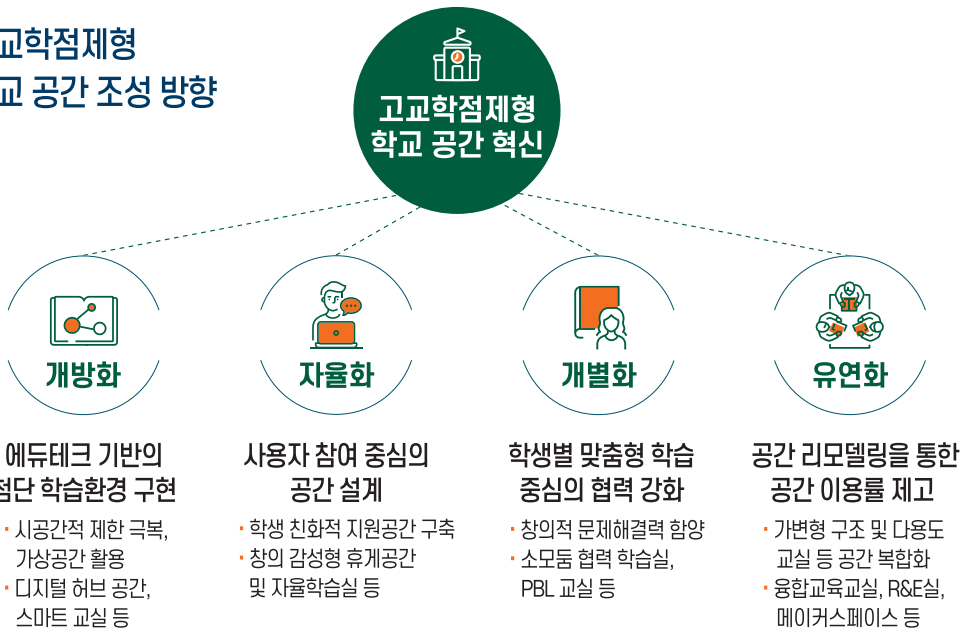 교학점제형
교 공간 조성 방향
고교학점제형
학교 공간 혁신
개방화
에듀테크 기반의
첨단 학습환경 구현
· 시공간적 제한 극복,
가상공간 활용
· 디지털 허브 공간,
스마트 교실 등
자율화
사용자 참여 중심의
공간 설계
· 학생 친화적 지원공간 구축
· 창의 감성형 휴게공간
및 자율학습실 등
개별화
학생별 맞춤형 학습
중심의 협력 강화
· 창의적 문제해결력 함양
· 소모둠 협력 학습실,
PBL 교실 등
유연화
공간 리모델링을 통한
공간 이용률 제고
· 가변형 구조 및 다용도
교실 등 공간 복합화
· 융합교육교실, R&E실,
메이커스페이스 등